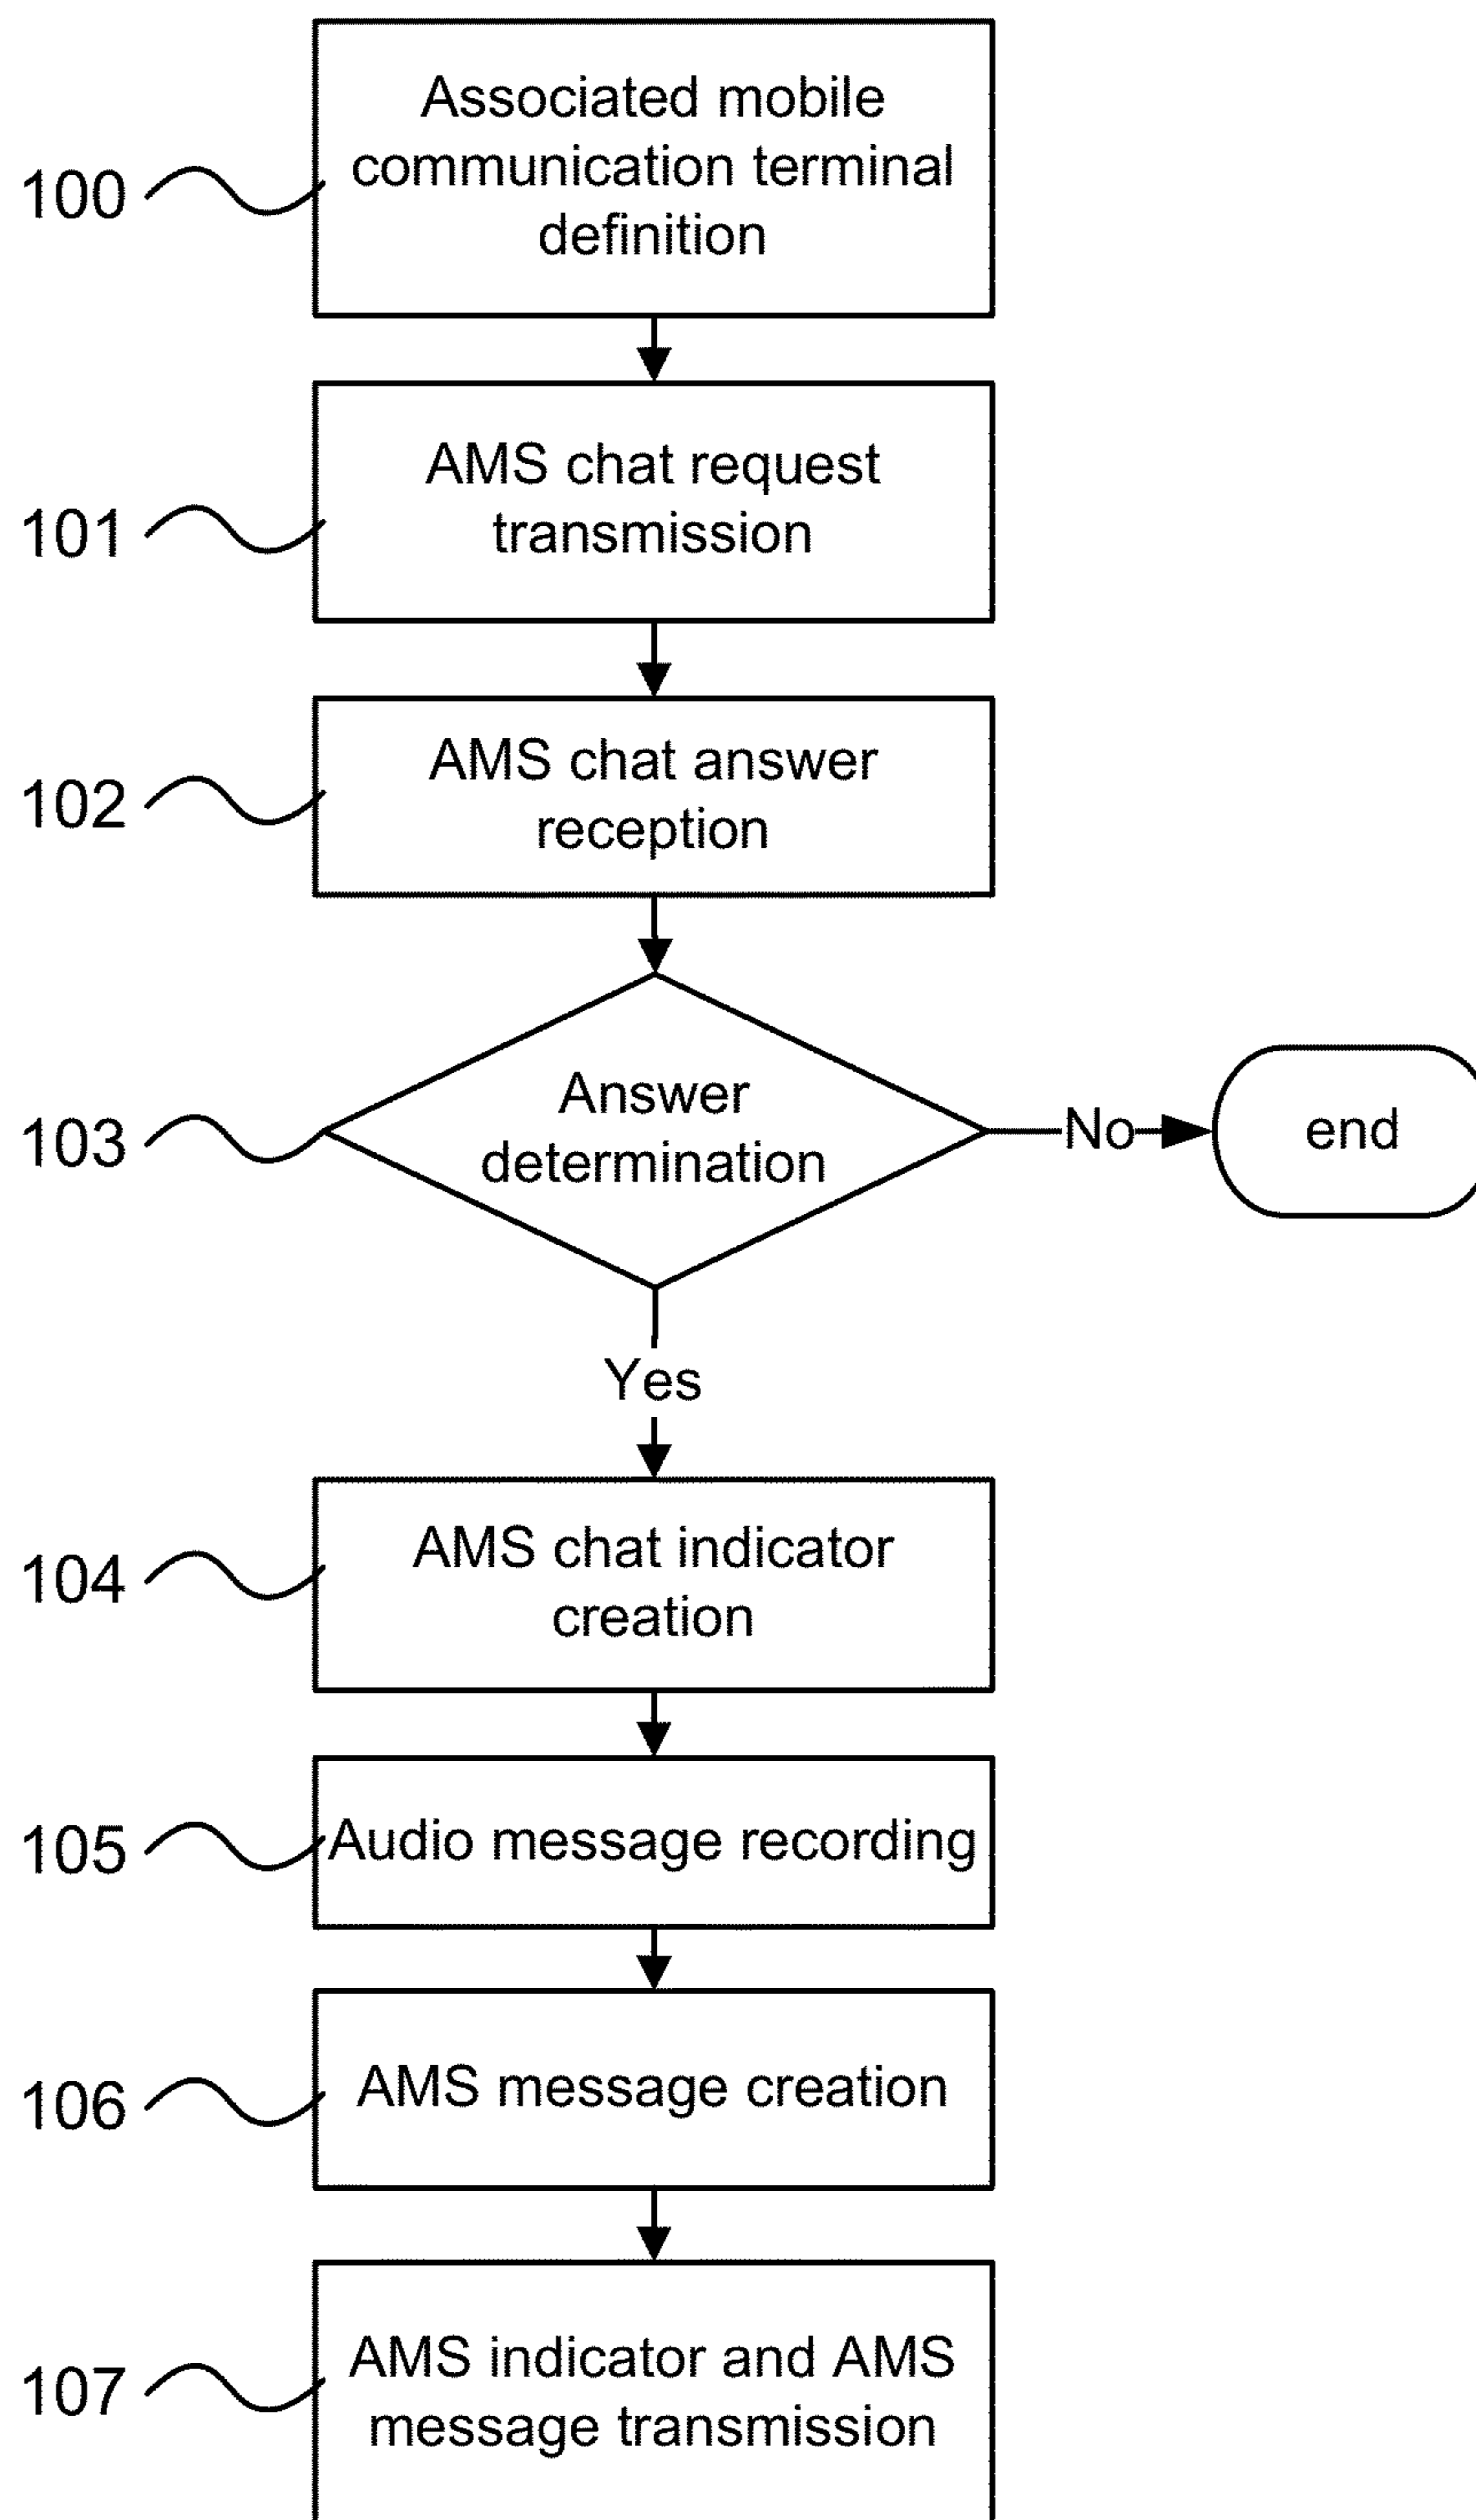 Associated mobile
communication terminal
definition
100
AMS chat request
transmission
101
AMS chat answer
reception
102
Answer
determination
103
No
end
Yes
AMS chat indicator
creation
104
Audio message recording
105
AMS message creation
106
AMS indicator and AMS
message transmission
107